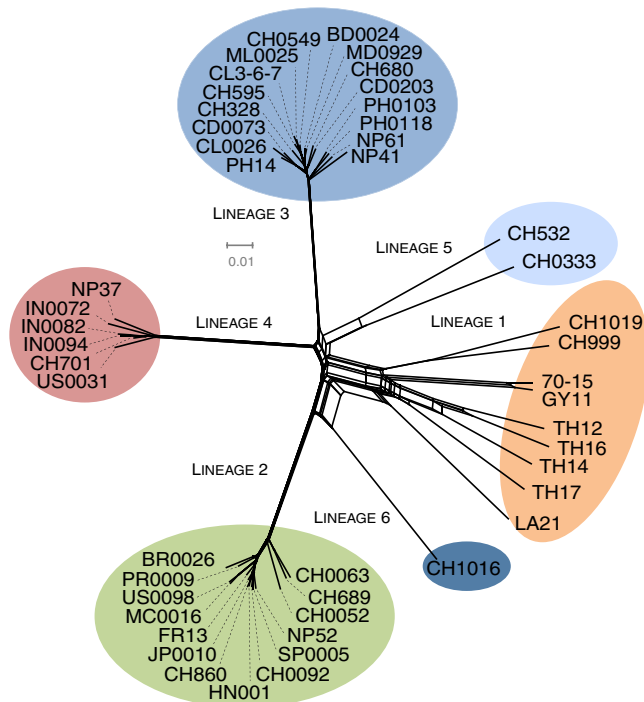 CH0549
BD0024
ML0025
MD0929
CL3-6-7
CH680
CH595
CD0203
CH328
PH0103
CD0073
PH0118
CL0026
NP61
PH14
NP41
LINEAGE 3
0.01
LINEAGE 5
CH532
CH0333
NP37
IN0072
IN0082
IN0094
CH701
US0031
LINEAGE 4
LINEAGE 1
CH1019
CH999
70-15
GY11
TH12
TH16
TH14
TH17
LA21
LINEAGE 2
LINEAGE 6
CH1016
BR0026
PR0009
US0098
MC0016
FR13
JP0010
CH860
HN001
CH0063
CH689
CH0052
NP52
SP0005
CH0092